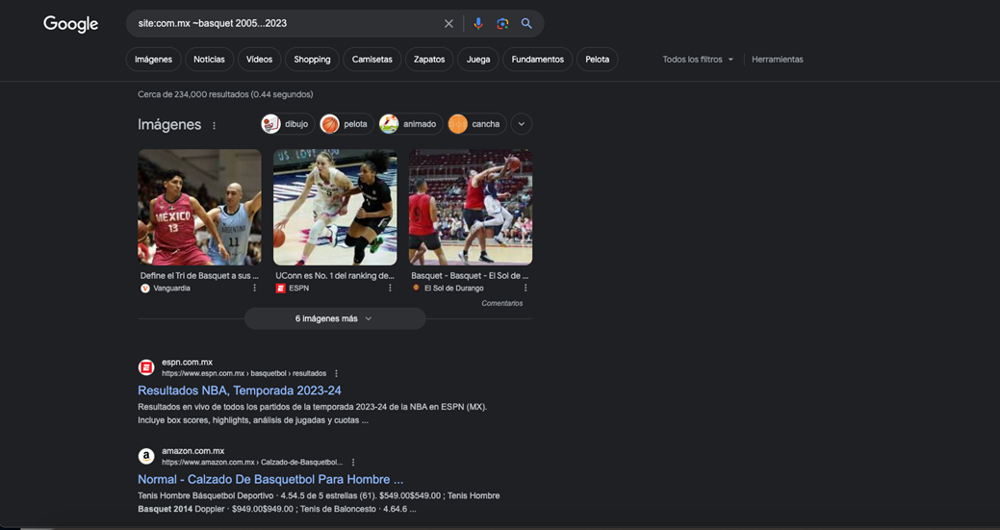 Google
site:com.mx ~basquet 2005...2023
Imágenes
Noticias
Videos
Shopping
Camisetas
Zapatos
Juega
Fundamentos
Pelota
Todos los filtros
Herramientas
Cerca de 234,000 resultados (0.44 segundos)
Imágenes
dibujo
pelota
animado
cancha
US LOVE
MÉXICO
13
ARGENTINA
11
5
Define el Tri de Basquet a sus ...
Vanguardia
UConn es No. 1 del ranking de...
ESPN
Basquet - Basquet - El Sol de ...
El Sol de Durango
Comentarios
6 imágenes más
espn.com.mx
https://www.espn.com.mx › basquetbol › resultados
Resultados NBA, Temporada 2023-24
Resultados en vivo de todos los partidos de la temporada 2023-24 de la NBA en ESPN (MX).
Incluye box scores, highlights, análisis de jugadas y cuotas ...
a
amazon.com.mx
https://www.amazon.com.mx › Calzado-de-Basquetbol...
Normal - Calzado De Basquetbol Para Hombre ...
Tenis Hombre Básquetbol Deportivo · 4.54.5 de 5 estrellas (61). $549.00$549.00 ; Tenis Hombre
Basquet 2014 Doppler · $949.00$949.00 ; Tenis de Baloncesto · 4.64.6 ...